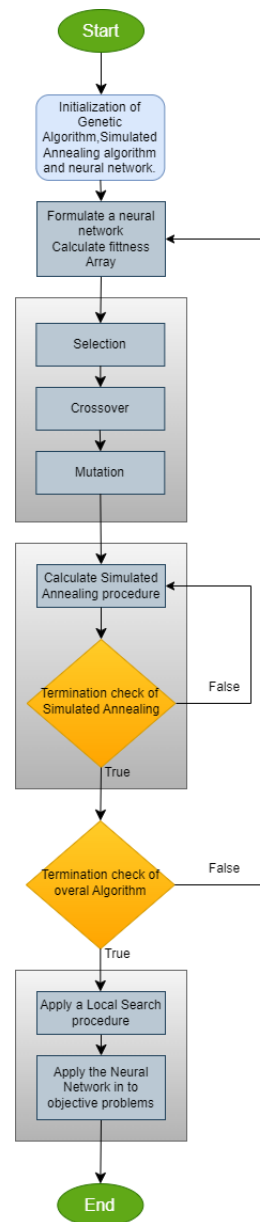 Start
Initialization of
Genetic
Algorithm,Simulated
Annealing algorithm
and neural network.
Formulate a neural
network
Calculate fittness
Array
Selection
Crossover
Mutation
Calculate Simulated
Annealing procedure
Termination check of
Simulated Annealing
False
True
Termination check of
overal Algorithm
False
True
Apply a Local Search
procedure
Apply the Neural
Network in to
objective problems
End